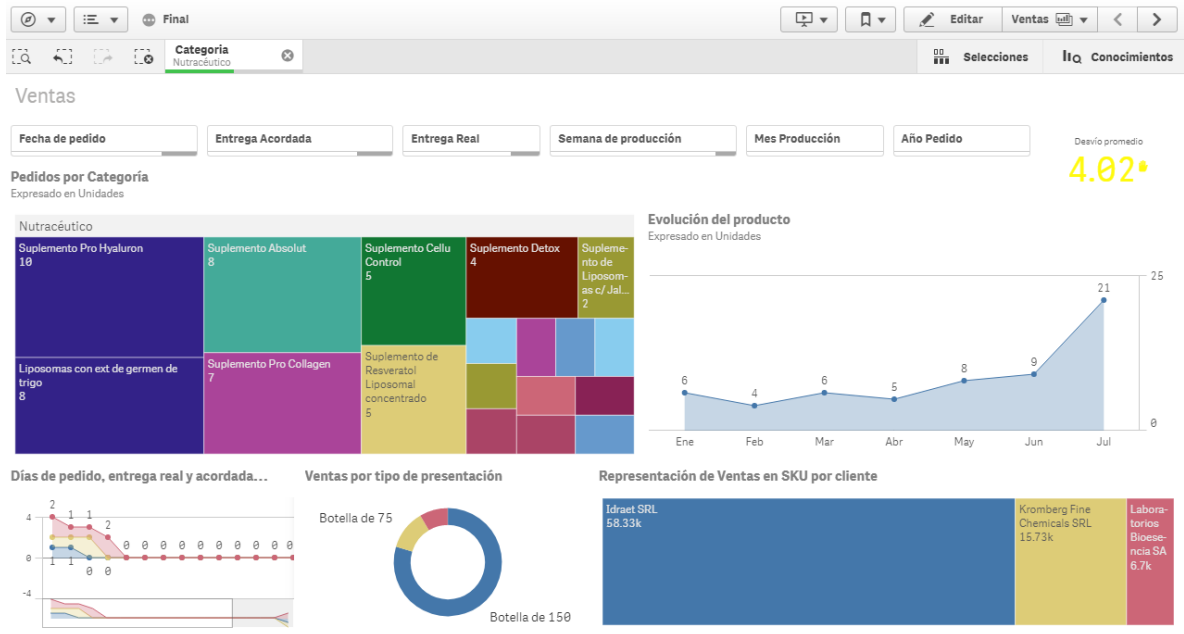 Final
Editar
Ventas
Categoria
Nutracéutico
Selecciones
Conocimientos
Ventas
Fecha de pedido
Entrega Acordada
Entrega Real
Semana de producción
Mes Producción
Año Pedido
Desvío promedio
4.02
Pedidos por Categoría
Expresado en Unidades
Nutracéutico
Suplemento Pro Hyaluron
10
Liposomas con ext de germen de
trigo
8
Suplemento Absolut
8
Suplemento Pro Collagen
7
Suplemento Cellu
Control
5
Suplemento de
Resveratol
Liposomal
concentrado
5
Suplemento Detox
4
Supleme-
nto de
Liposom-
as c/ Jal...
2
Evolución del producto
Expresado en Unidades
25
0
6
4
6
5
8
9
21
Ene
Feb
Mar
Abr
May
Jun
Jul
Días de pedido, entrega real y acordada...
4
0
-4
2
1
1
2
0 0 0 0 0 0 0 0 0 0
1 1
0 0
Ventas por tipo de presentación
Botella de 75
Botella de 150
Representación de Ventas en SKU por cliente
Idraet SRL
58.33k
Kromberg Fine
Chemicals SRL
15.73k
Labora-
torios
Bioese-
ncia SA
6.7k